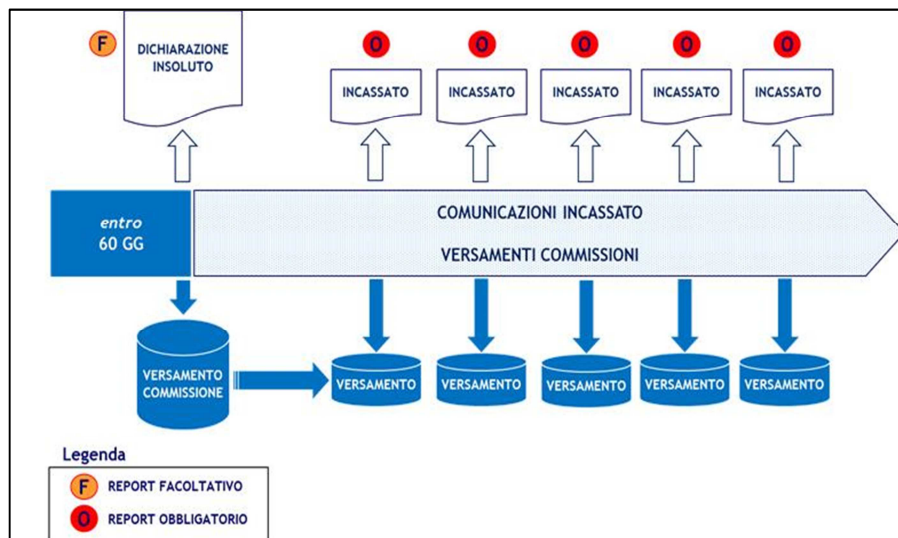 F
DICHIARAZIONE
INSOLUTO
O
O
O
O
O
INCASSATO
INCASSATO
INCASSATO
INCASSATO
INCASSATO
entro
60 GG
COMUNICAZIONI INCASSATO
VERSAMENTI COMMISSIONI
VERSAMENTO
COMMISSIONE
VERSAMENTO
VERSAMENTO
VERSAMENTO
VERSAMENTO
VERSAMENTO
Legenda
F REPORT FACOLTATIVO
O REPORT OBBLIGATORIO